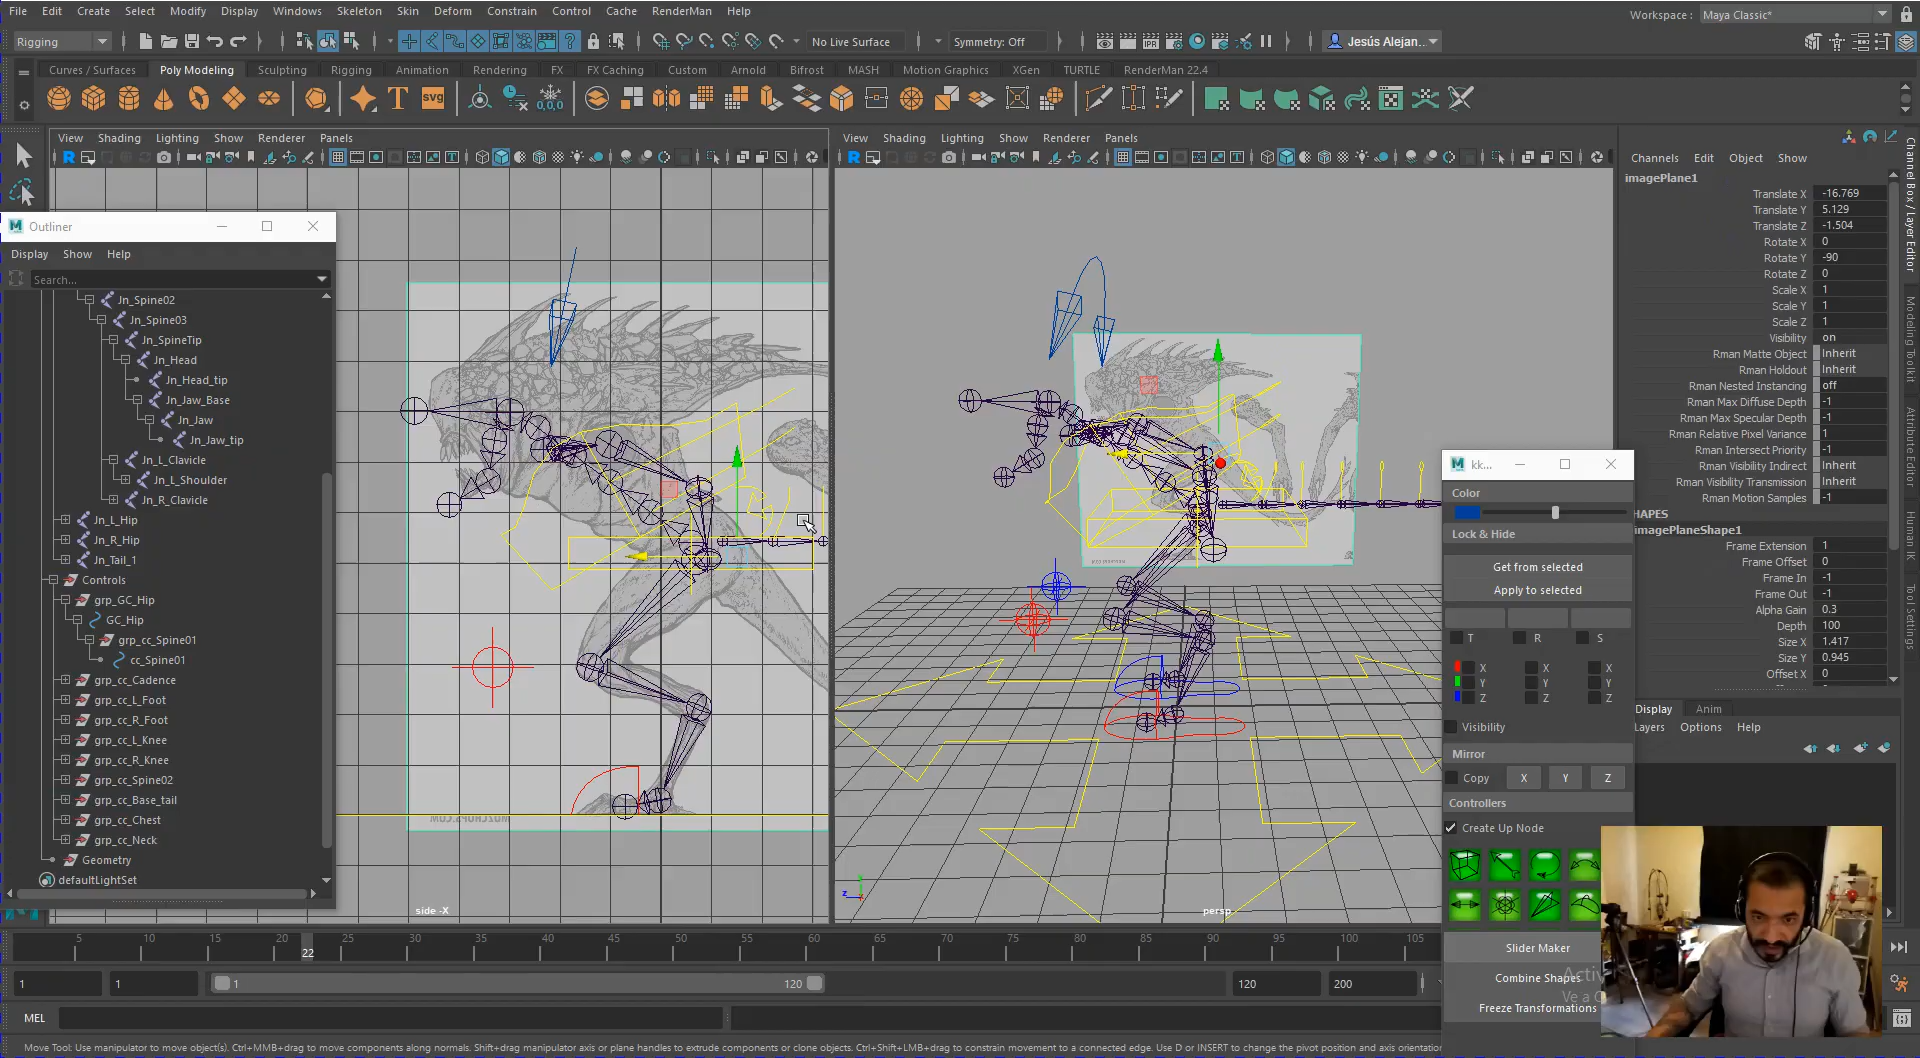 File Edit Create Select Modify Display Windows Skeleton Skin Deform Constrain Control Cache RenderMan Help
Workspace : Maya Classic*
Rigging
No Live Surface
Symmetry: Off
Jesús Alejan...
Curves / Surfaces Poly Modeling Sculpting Rigging Animation Rendering FX FX Caching Custom Arnold Bifrost MASH Motion Graphics XGen TURTLE RenderMan 22.4
View Shading Lighting Show Renderer Panels
View Shading Lighting Show Renderer Panels
Channels Edit Object Show
imagePlane1
Translate X -16.769
Translate Y 5.129
Translate Z -1.504
Rotate X 0
Rotate Y -90
Rotate Z 0
Scale X 1
Scale Y 1
Scale Z 1
Visibility on
Rman Matte Object Inherit
Rman Holdout Inherit
Rman Nested Instancing off
Rman Max Diffuse Depth -1
Rman Max Specular Depth -1
Rman Relative Pixel Variance 1
Rman Intersect Priority -1
Rman Visibility Indirect Inherit
Rman Visibility Transmission Inherit
Rman Motion Samples -1
HAPES
imagePlaneShape1
Frame Extension 1
Frame Offset 0
Frame In -1
Frame Out -1
Alpha Gain 0.3
Depth 100
Size X 1.417
Size Y 0.945
Offset X 0
Display Anim
ayers Options Help
Channel Box / Layer Editor
Modeling Toolkit
Attribute Editor
Human IK
Tool Settings
Outliner
Display Show Help
Search...
Jn_Spine02
Jn_Spine03
Jn_SpineTip
Jn_Head
Jn_Head_tip
Jn_Jaw_Base
Jn_Jaw
Jn_Jaw_tip
Jn_L_Clavicle
Jn_L_Shoulder
Jn_R_Clavicle
Jn_L_Hip
Jn_R_Hip
Jn_Tail_1
Controls
grp_GC_Hip
GC_Hip
grp_cc_Spine01
cc_Spine01
grp_cc_Cadence
grp_cc_L_Foot
grp_cc_R_Foot
grp_cc_L_Knee
grp_cc_R_Knee
grp_cc_Spine02
grp_cc_Base_tail
grp_cc_Chest
grp_cc_Neck
Geometry
defaultLightSet
side -X
persp
kk...
Color
Lock & Hide
Get from selected
Apply to selected
T R S
X X X
Y Y Y
Z Z Z
Visibility
Mirror
Copy X Y Z
Controllers
Create Up Node
Slider Maker
Combine Shapes
Freeze Transformations
5 10 15 20 22 25 30 35 40 45 50 55 60 65 70 75 80 85 90 95 100 105
1 1 1 120 120 200
MEL
Move Tool: Use manipulator to move object(s). Ctrl+MMB+drag to move components along normals. Shift+drag manipulator axis or plane handles to extrude components or clone objects. Ctrl+Shift+LMB+drag to constrain movement to a connected edge. Use D or INSERT to change the pivot position and axis orientatio